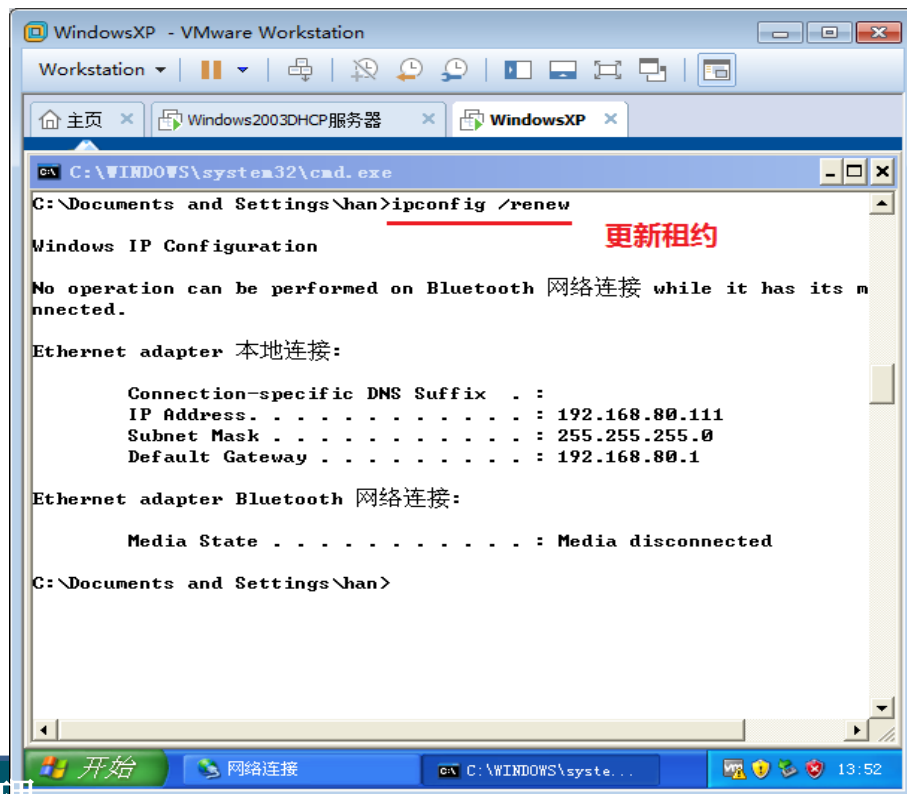 WindowsXP - VMware Workstation
Workstation
主页 Windows2003DHCP服务器 WindowsXP
C:\WINDOWS\system32\cmd.exe
C:\Documents and Settings\han>ipconfig /renew
更新租约
Windows IP Configuration
No operation can be performed on Bluetooth 网络连接 while it has its m
nnected.
Ethernet adapter 本地连接:
Connection-specific DNS Suffix . :
IP Address. . . . . . . . . . . . : 192.168.80.111
Subnet Mask . . . . . . . . . . . : 255.255.255.0
Default Gateway . . . . . . . . . : 192.168.80.1
Ethernet adapter Bluetooth 网络连接:
Media State . . . . . . . . . . . : Media disconnected
C:\Documents and Settings\han>
开始 网络连接 C:\WINDOWS\syste... 13:52